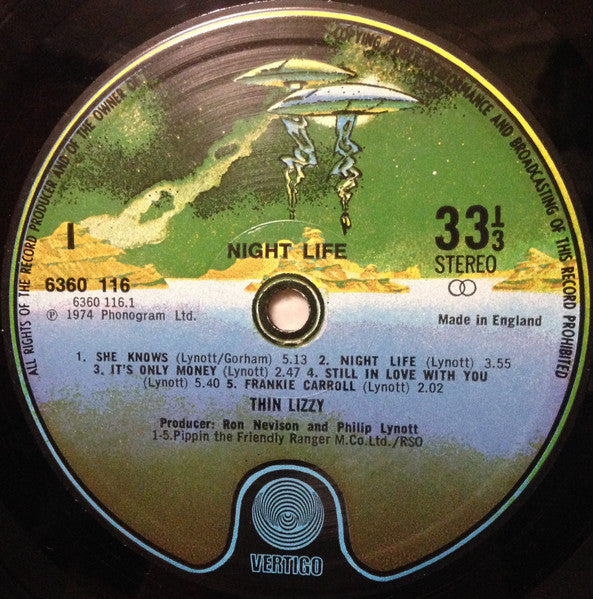 ALL RIGHTS OF THE RECORD PRODUCER AND OF THE OWNER OF
COPYING
AND BROADCASTING OF THIS RECORD PROHIBITED
1
NIGHT LIFE
33⅓
STEREO
6360 116
6360 116.1
℗ 1974 Phonogram Ltd.
Made in England
1. SHE KNOWS (Lynott/Gorham) 5.13 2. NIGHT LIFE (Lynott) 3.55
3. IT'S ONLY MONEY (Lynott) 2.47 4. STILL IN LOVE WITH YOU
(Lynott) 5.40 5. FRANKIE CARROLL (Lynott) 2.02
THIN LIZZY
Producer: Ron Nevison and Philip Lynott
1-5.Pippin the Friendly Ranger M.Co.Ltd./RSO
VERTIGO